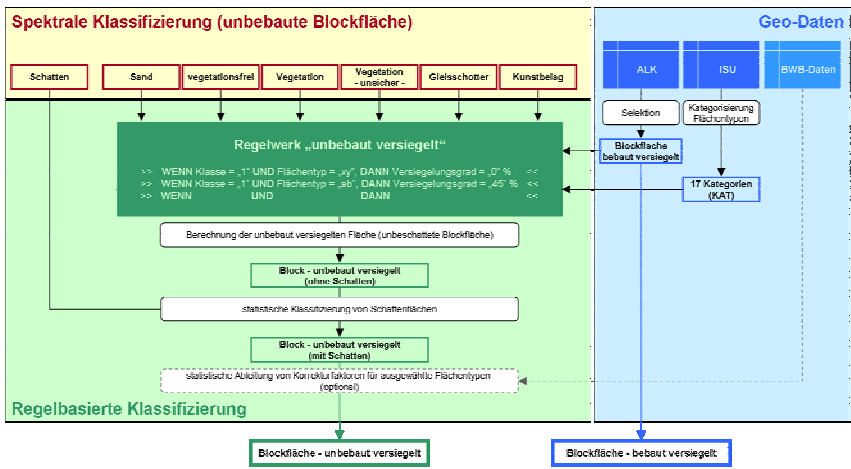 Spektrale Klassifizierung (unbebaute Blockfläche)
Geo-Daten
Schatten
Sand
vegetationsfrei
Vegetation
Vegetation
- unsicher -
Gleisschotter
Kunstbelag
ALK
ISU
BWB-Daten
Selektion
Kategorisierung
Flächentypen
Regelwerk „unbebaut versiegelt“
>> WENN Klasse = „1“ UND Flächentyp = „xy“, DANN Versiegelungsgrad = „0“ % <<
>> WENN Klasse = „1“ UND Flächentyp = „ab“, DANN Versiegelungsgrad = „45“ % <<
>> WENN UND DANN <<
Blockfläche
bebaut versiegelt
17 Kategorien
(KAT)
Berechnung der unbebaut versiegelten Fläche (unbeschattete Blockfläche)
Block - unbebaut versiegelt
(ohne Schatten)
statistische Klassifizierung von Schattenflächen
Block - unbebaut versiegelt
(mit Schatten)
statistische Ableitung von Korrekturfaktoren für ausgewählte Flächentypen
(optional)
Regelbasierte Klassifizierung
Blockfläche - unbebaut versiegelt
Blockfläche - bebaut versiegelt